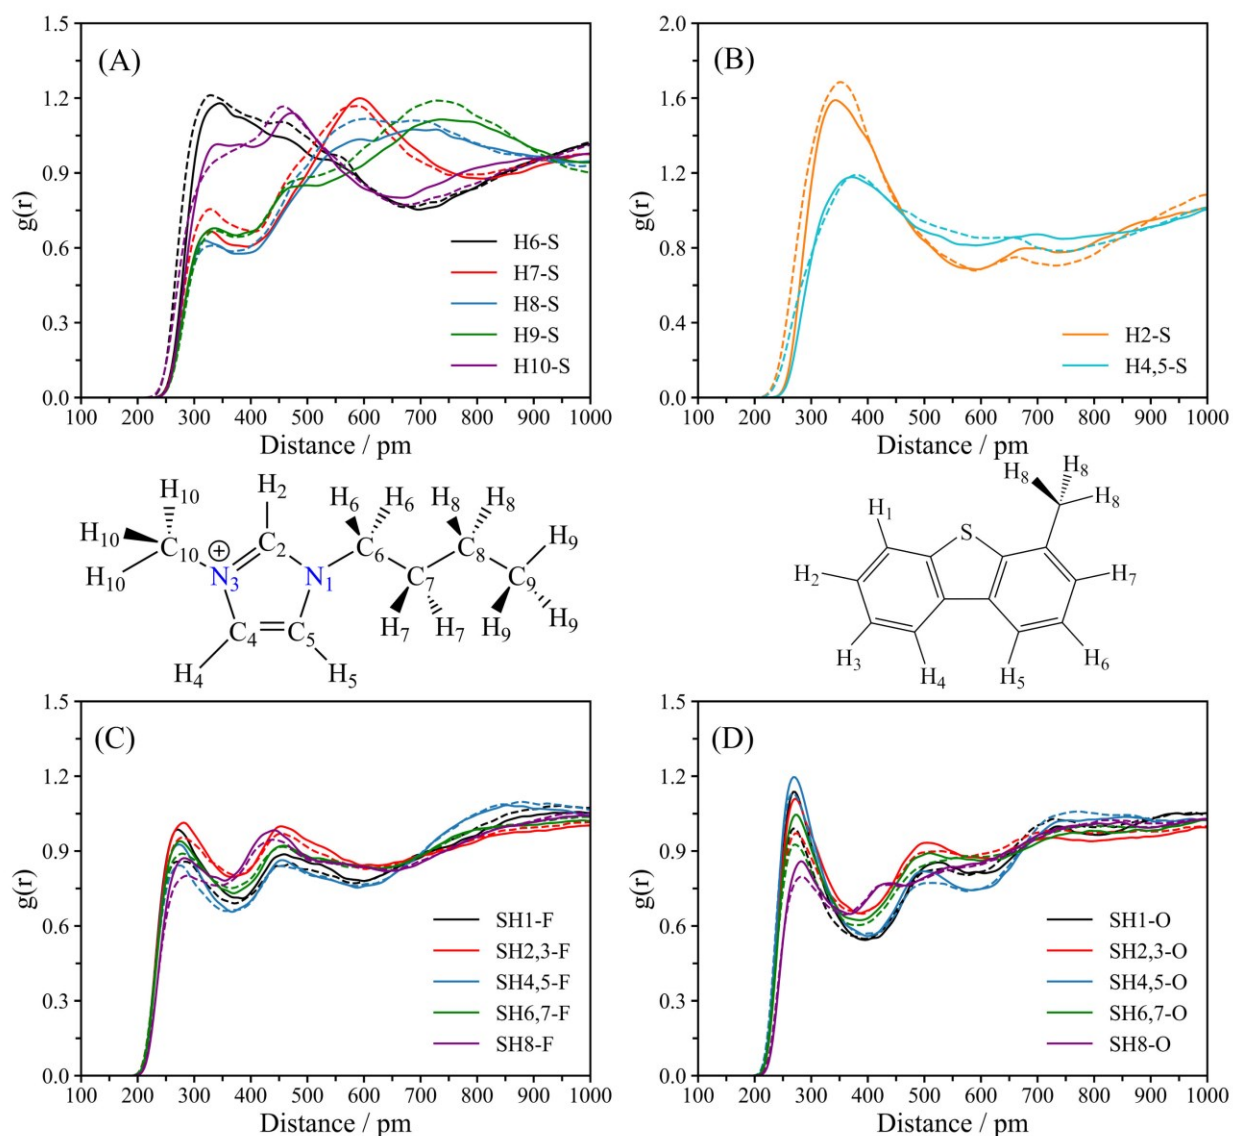 (A)
1.5
1.2
0.9
0.6
0.3
0.0
g(r)
H6-S
H7-S
H8-S
H9-S
H10-S
100 200 300 400 500 600 700 800 900 1000
Distance / pm
(B)
2.0
1.6
1.2
0.8
0.4
0.0
g(r)
H2-S
H4,5-S
100 200 300 400 500 600 700 800 900 1000
Distance / pm
H10 H2 H6 H6 H8 H8
H10 C10 ⊕ C2 C6 C8 H9
H10 N3 N1 C7 C9
C4 C5 H7 H7 H9 H9
H4 H5
H8 H8
H1 S H8
H2 H7
H3 H6
H4 H5
(C)
1.5
1.2
0.9
0.6
0.3
0.0
g(r)
SH1-F
SH2,3-F
SH4,5-F
SH6,7-F
SH8-F
100 200 300 400 500 600 700 800 900 1000
Distance / pm
(D)
1.5
1.2
0.9
0.6
0.3
0.0
g(r)
SH1-O
SH2,3-O
SH4,5-O
SH6,7-O
SH8-O
100 200 300 400 500 600 700 800 900 1000
Distance / pm